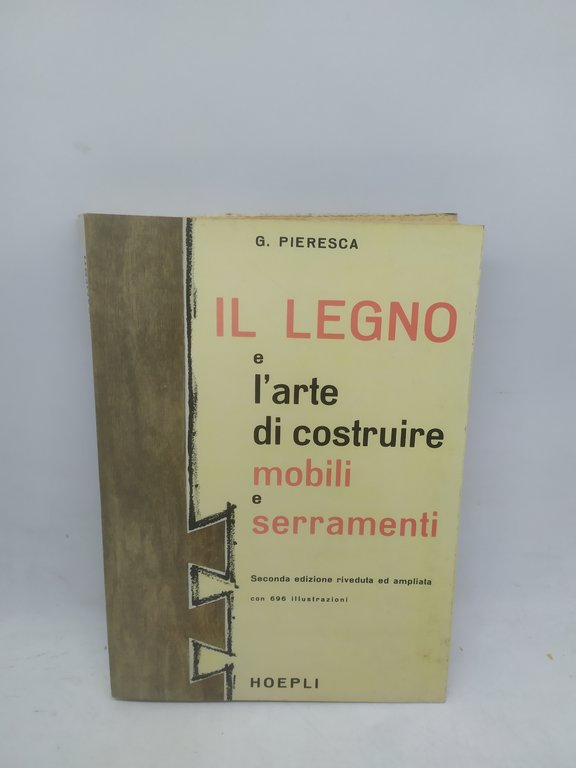 G. PIERESCA
IL LEGNO
e
l'arte
di costruire
mobili
e
serramenti
Seconda edizione riveduta ed ampliata
con 696 illustrazioni
HOEPLI